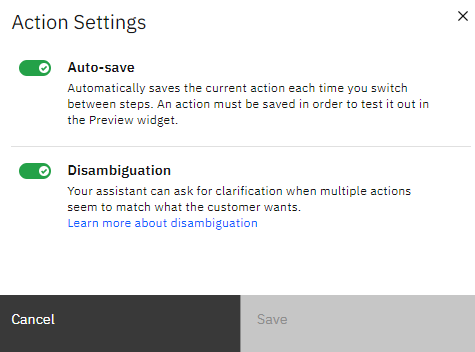 Action Settings
Auto-save
Automatically saves the current action each time you switch
between steps. An action must be saved in order to test it out in
the Preview widget.
Disambiguation
Your assistant can ask for clarification when multiple actions
seem to match what the customer wants.
Learn more about disambiguation
Cancel
Save